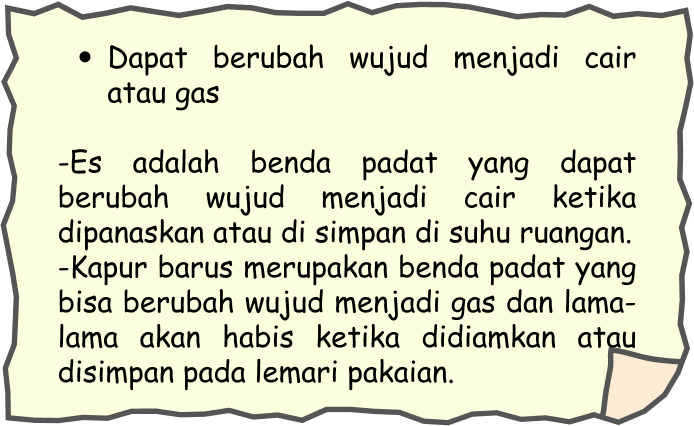 • Dapat berubah wujud menjadi cair
atau gas
-Es adalah benda padat yang dapat
berubah wujud menjadi cair ketika
dipanaskan atau di simpan di suhu ruangan.
-Kapur barus merupakan benda padat yang
bisa berubah wujud menjadi gas dan lama-
lama akan habis ketika didiamkan atau
disimpan pada lemari pakaian.